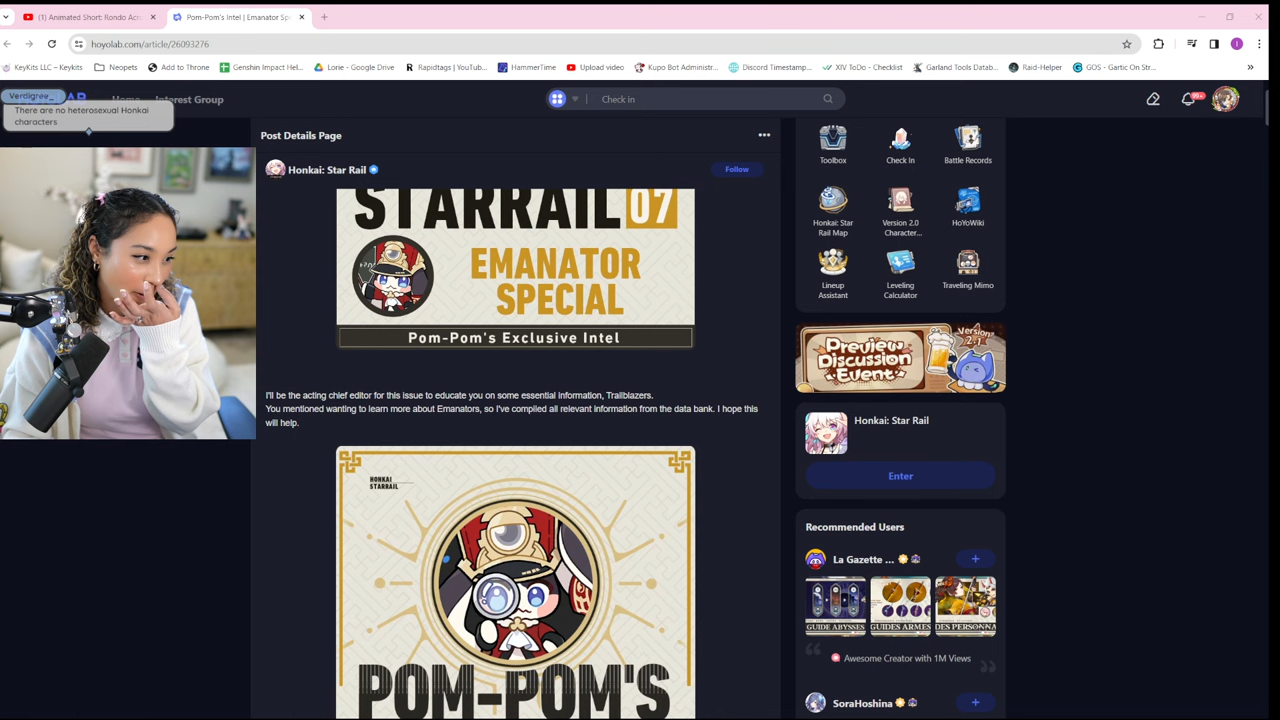 (1) Animated Short: Rondo Acr
Pom-Pom's Intel | Emanator Spe
hoyolab.com/article/26093276
KeyKits LLC – Keykits
Neopets
Add to Throne
Genshin Impact Hel...
Lorie - Google Drive
Rapidtags | YouTub...
HammerTime
Upload video
Kupo Bot Administr...
Discord Timestamp...
XIV ToDo - Checklist
Garland Tools Datab...
Raid-Helper
GOS - Gartic On Str...
Verdigree_
There are no heterosexual Honkai
characters
Home
Interest Group
Check in
99+
Post Details Page
Honkai: Star Rail
Follow
STARRAIL 07
EMANATOR
SPECIAL
Pom-Pom's Exclusive Intel
I'll be the acting chief editor for this issue to educate you on some essential information, Trailblazers.
You mentioned wanting to learn more about Emanators, so I've compiled all relevant information from the data bank. I hope this
will help.
HONKAI
STARRAIL
POM-POM'S
Toolbox
Check In
Battle Records
Honkai: Star
Rail Map
Version 2.0
Character...
HoYoWiki
Lineup
Assistant
Leveling
Calculator
Traveling Mimo
Version
2.1
Preview
Discussion
Event
Honkai: Star Rail
Enter
Recommended Users
La Gazette ...
GUIDE ABYSSES
GUIDES ARMES
DES PERSONNA
Awesome Creator with 1M Views
SoraHoshina